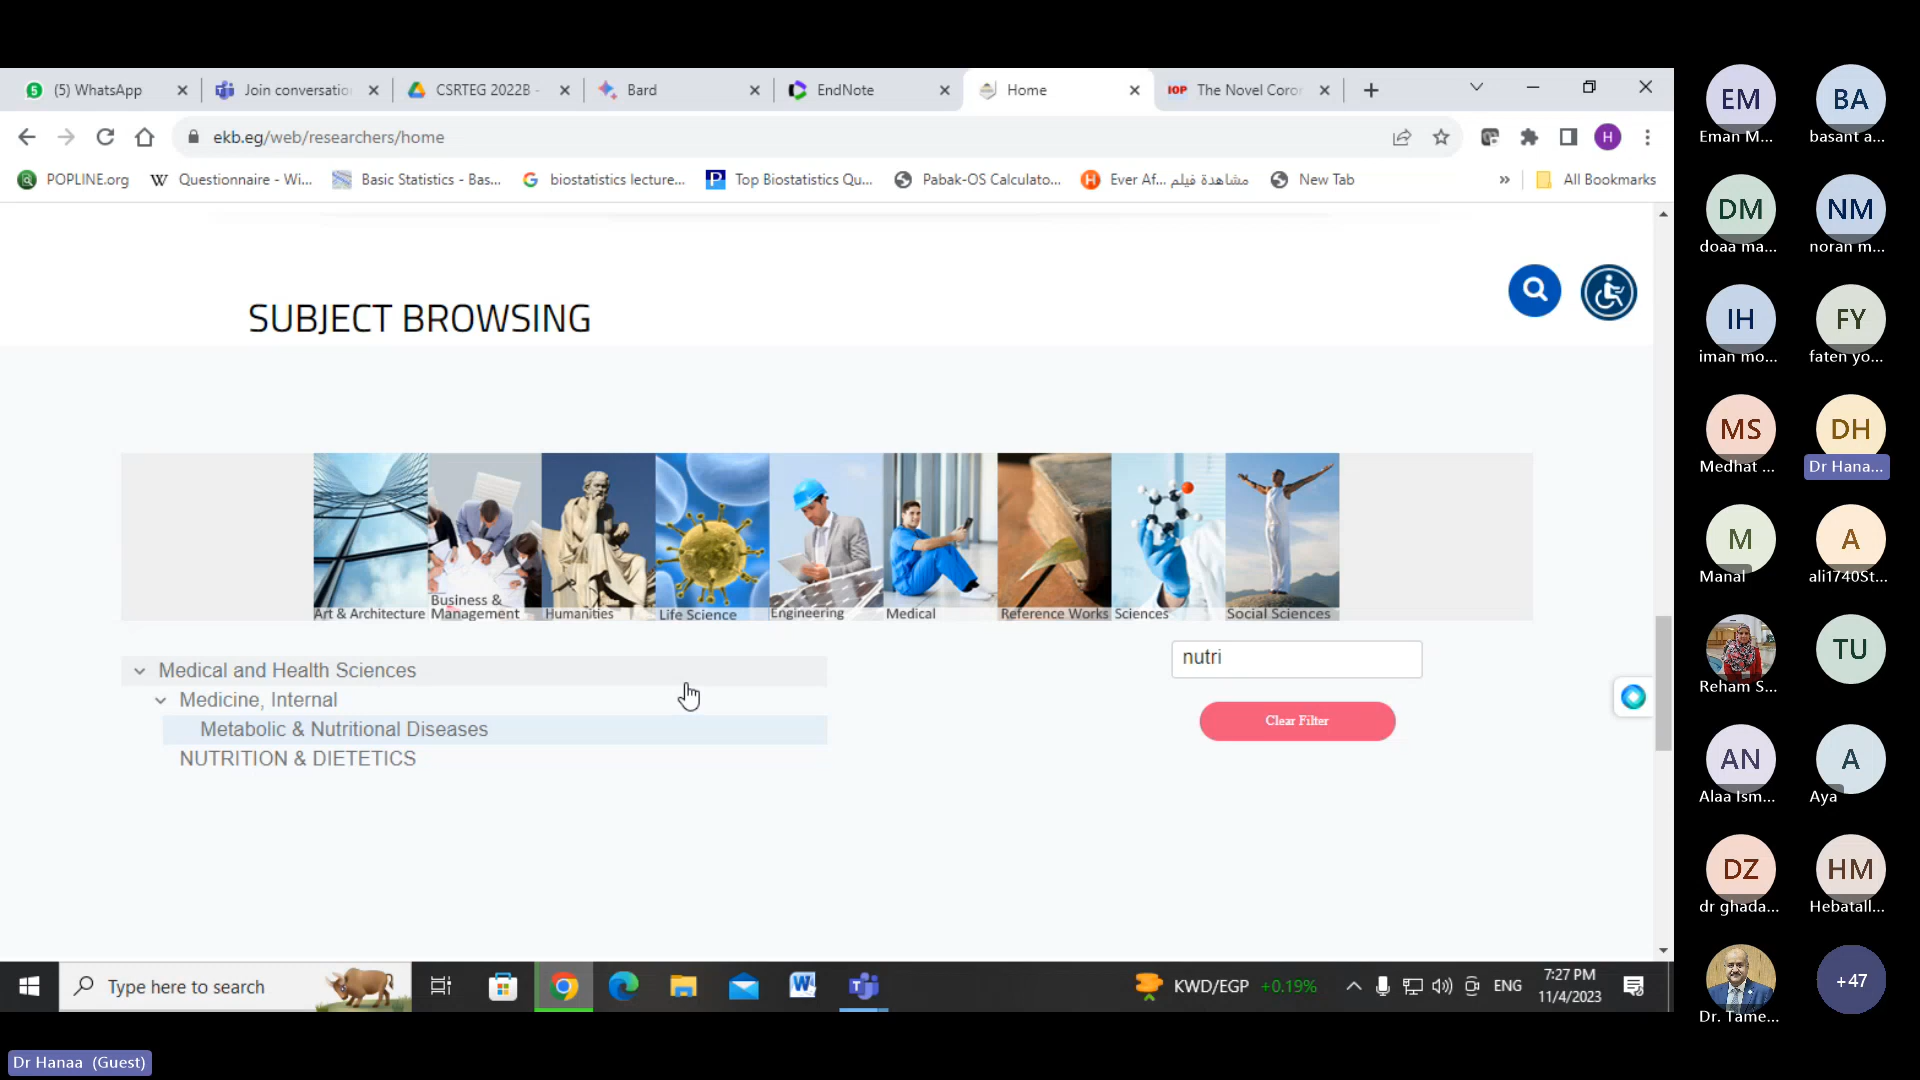 (5) WhatsApp
Join conversatio
CSRTEG 2022B -
Bard
EndNote
Home
IOP The Novel Coror
ekb.eg/web/researchers/home
H
POPLINE.org
W Questionnaire - Wi...
Basic Statistics - Bas...
G biostatistics lecture...
P Top Biostatistics Qu...
Pabak-OS Calculato...
H Ever Af... مشاهدة فيلم
New Tab
» All Bookmarks
SUBJECT BROWSING
Art & Architecture
Business &
Management
Humanities
Life Science
Engineering
Medical
Reference Works
Sciences
Social Sciences
nutri
Clear Filter
Medical and Health Sciences
Medicine, Internal
Metabolic & Nutritional Diseases
NUTRITION & DIETETICS
Type here to search
KWD/EGP +0.19%
ENG
7:27 PM
11/4/2023
EM
Eman M...
BA
basant a...
DM
doaa ma...
NM
noran m...
IH
iman mo...
FY
faten yo...
MS
Medhat ...
DH
Dr Hana...
M
Manal
A
ali1740St...
Reham S...
TU
AN
Alaa Ism...
A
Aya
DZ
dr ghada...
HM
Hebatall...
Dr. Tame...
+47
Dr Hanaa (Guest)